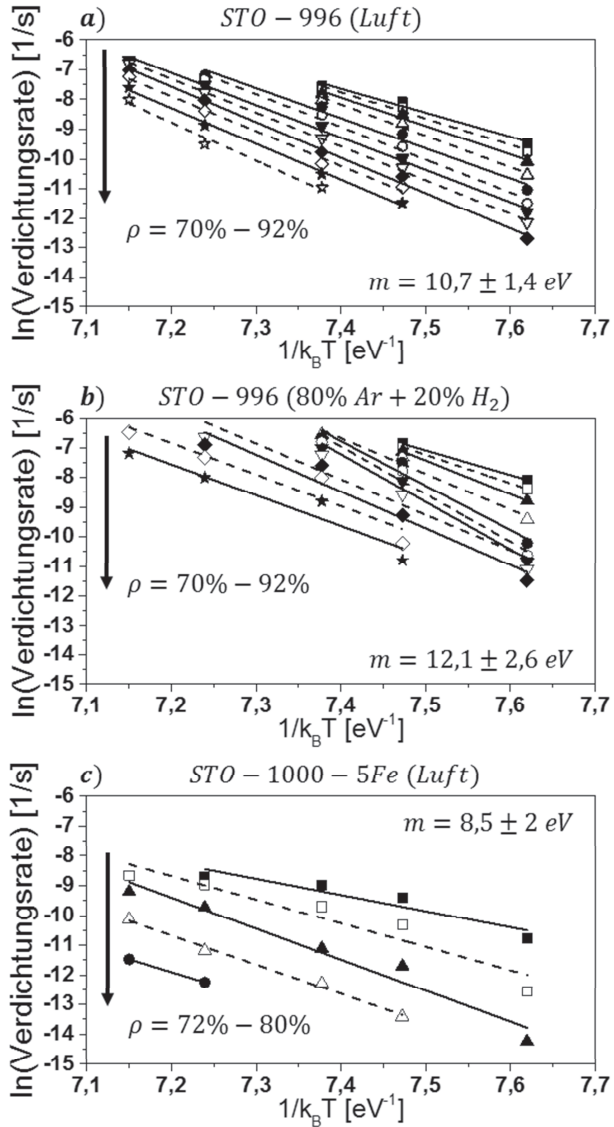 a) STO − 996 (Luft)
ln(Verdichtungsrate) [1/s]
-6
-7
-8
-9
-10
-11
-12
-13
-14
-15
ρ = 70% − 92%
m = 10,7 ± 1,4 eV
7,1 7,2 7,3 7,4 7,5 7,6 7,7
1/k_BT [eV⁻¹]
b) STO − 996 (80% Ar + 20% H₂)
ln(Verdichtungsrate) [1/s]
-6
-7
-8
-9
-10
-11
-12
-13
-14
-15
ρ = 70% − 92%
m = 12,1 ± 2,6 eV
7,1 7,2 7,3 7,4 7,5 7,6 7,7
1/k_BT [eV⁻¹]
c) STO − 1000 − 5Fe (Luft)
ln(Verdichtungsrate) [1/s]
-6
-7
-8
-9
-10
-11
-12
-13
-14
-15
m = 8,5 ± 2 eV
ρ = 72% − 80%
7,1 7,2 7,3 7,4 7,5 7,6 7,7
1/k_BT [eV⁻¹]